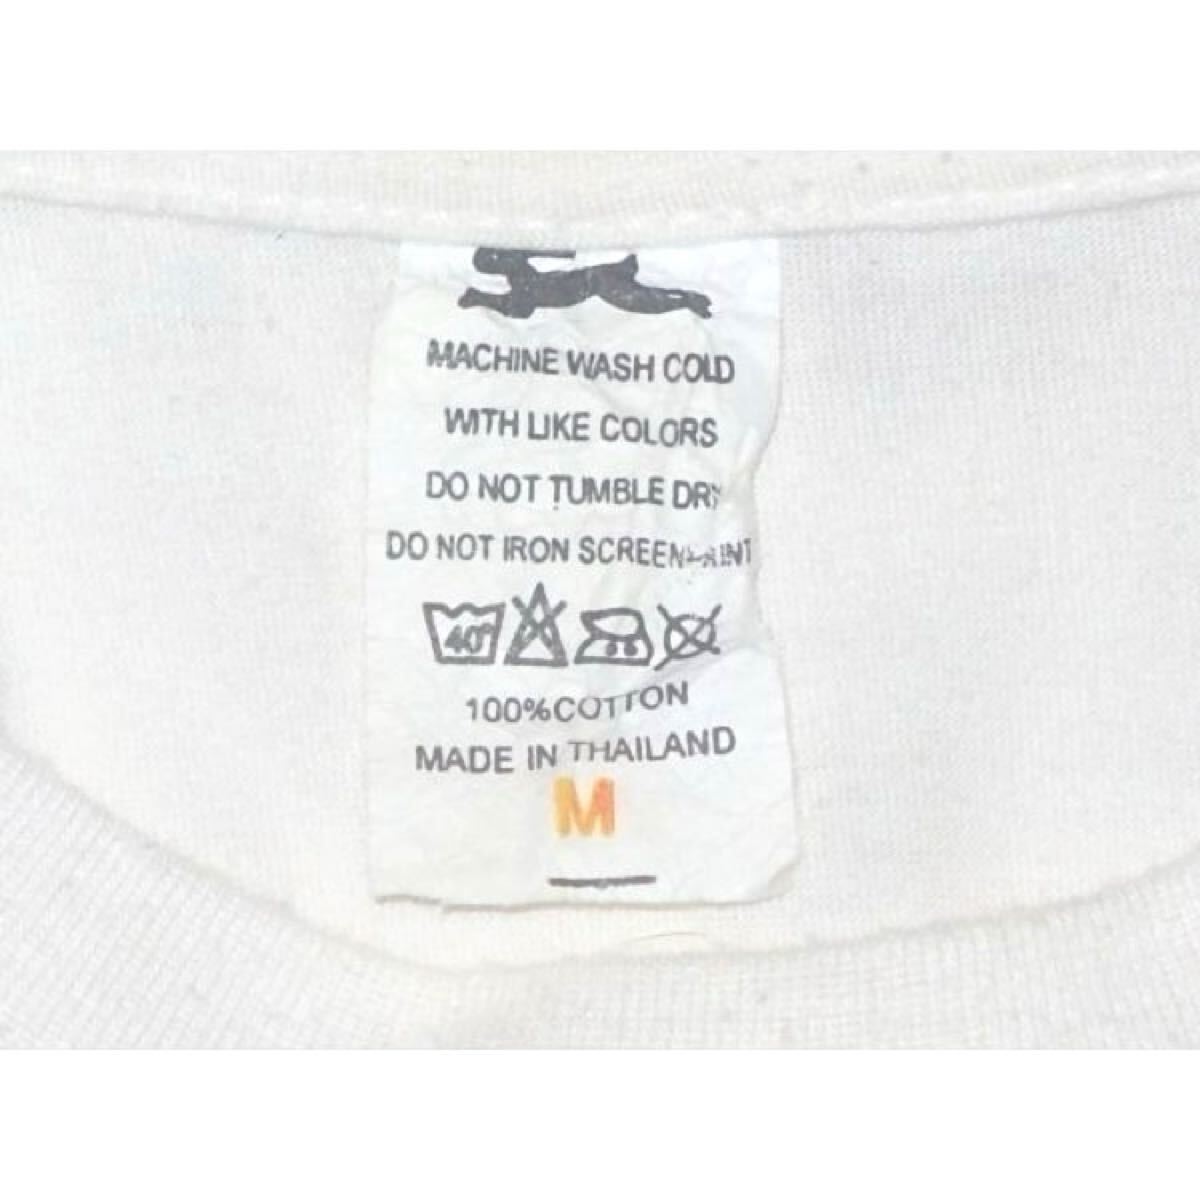 MACHINE WASH COLD
WITH LIKE COLORS
DO NOT TUMBLE DRY
DO NOT IRON SCREENPAINT
40°
100%COTTON
MADE IN THAILAND
M